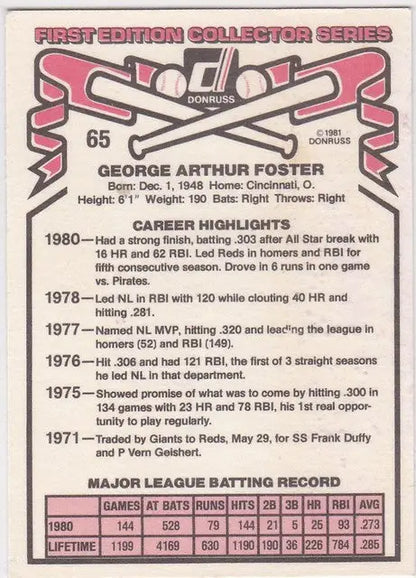 FIRST EDITION COLLECTOR SERIES
d
DONRUSS
65
© 1981
DONRUSS
GEORGE ARTHUR FOSTER
Born: Dec. 1, 1948 Home: Cincinnati, O.
Height: 6'1" Weight: 190 Bats: Right Throws: Right
CAREER HIGHLIGHTS
1980—Had a strong finish, batting .303 after All Star break with
16 HR and 62 RBI. Led Reds in homers and RBI for
fifth consecutive season. Drove in 6 runs in one game
vs. Pirates.
1978—Led NL in RBI with 120 while clouting 40 HR and
hitting .281.
1977—Named NL MVP, hitting .320 and leading the league in
homers (52) and RBI (149).
1976—Hit .306 and had 121 RBI, the first of 3 straight seasons
he led NL in that department.
1975—Showed promise of what was to come by hitting .300 in
134 games with 23 HR and 78 RBI, his 1st real oppor-
tunity to play regularly.
1971—Traded by Giants to Reds, May 29, for SS Frank Duffy
and P Vern Geishert.
MAJOR LEAGUE BATTING RECORD
GAMES AT BATS RUNS HITS 2B 3B HR RBI AVG
1980 144 528 79 144 21 5 25 93 .273
LIFETIME 1199 4169 630 1190 190 36 226 784 .285